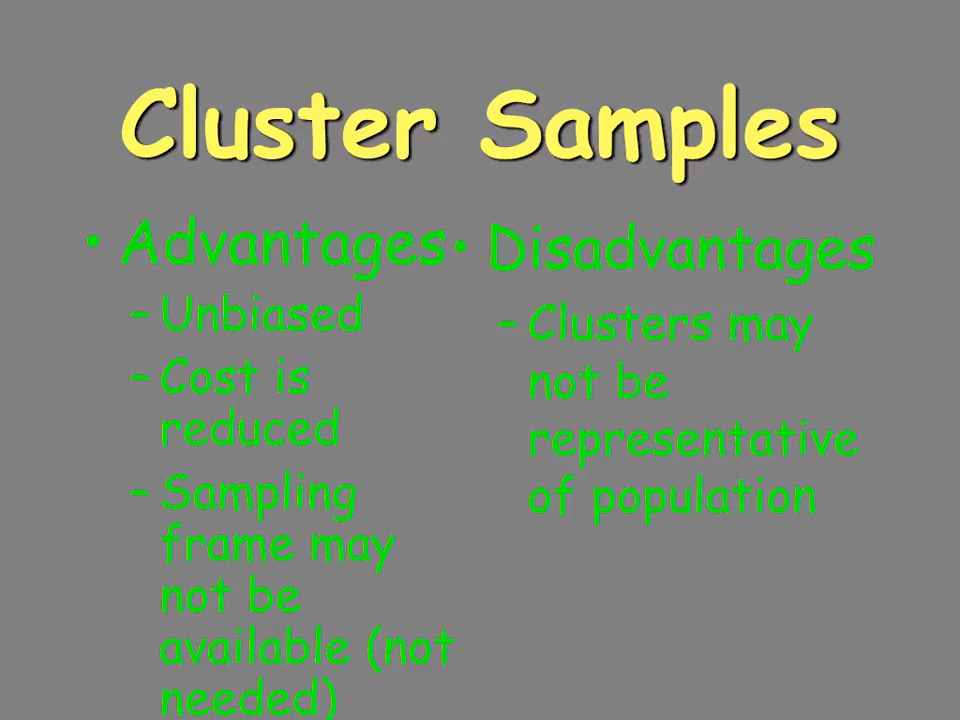 Cluster Samples
• Advantages
– Unbiased
– Cost is
reduced
– Sampling
frame may
not be
available (not
needed)
• Disadvantages
– Clusters may
not be
representative
of population